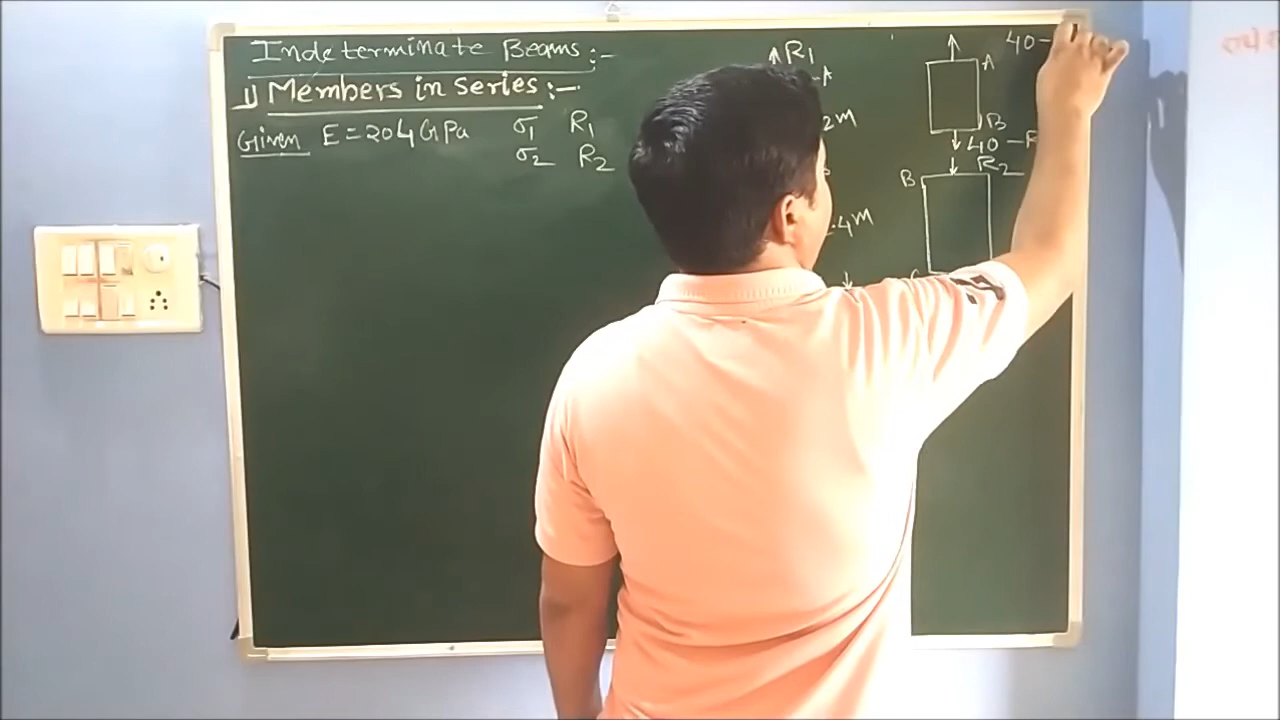 Indeterminate Beams :-
1) Members in series :-
Given E = 204 GPa σ1 R1
σ2 R2
R1
A
2m
4m
40 -
A
B
40 - R
R2
B